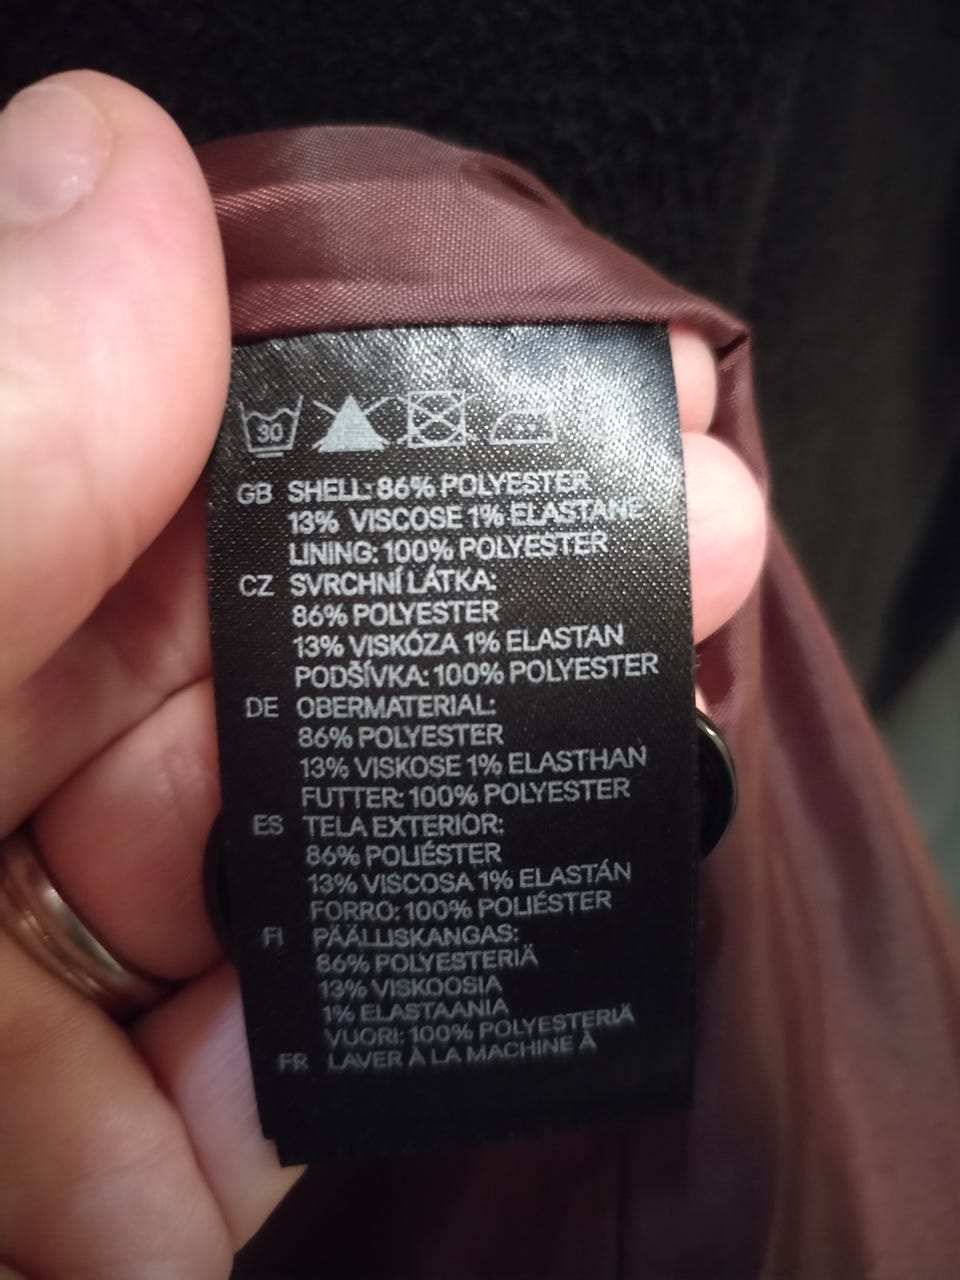 30
GB SHELL: 86% POLYESTER
13% VISCOSE 1% ELASTANE
LINING: 100% POLYESTER
CZ SVRCHNÍ LÁTKA:
86% POLYESTER
13% VISKÓZA 1% ELASTAN
PODŠÍVKA: 100% POLYESTER
DE OBERMATERIAL:
86% POLYESTER
13% VISKOSE 1% ELASTHAN
FUTTER: 100% POLYESTER
ES TELA EXTERIOR:
86% POLIÉSTER
13% VISCOSA 1% ELASTÁN
FORRO: 100% POLIÉSTER
FI PÄÄLLISKANGAS:
86% POLYESTERIÄ
13% VISKOOSIA
1% ELASTAANIA
VUORI: 100% POLYESTERIÄ
FR LAVER À LA MACHINE À